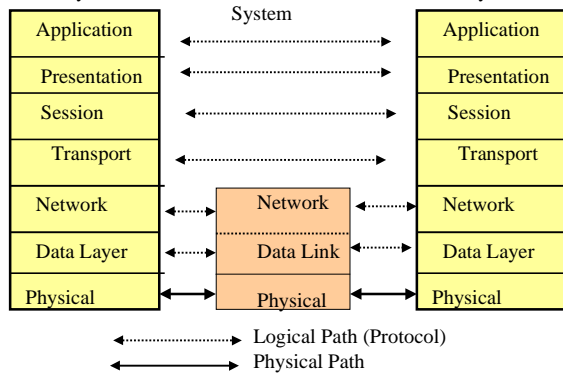 System
Application Application
Presentation Presentation
Session Session
Transport Transport
Network Network Network
Data Layer Data Link Data Layer
Physical Physical Physical
Logical Path (Protocol)
Physical Path